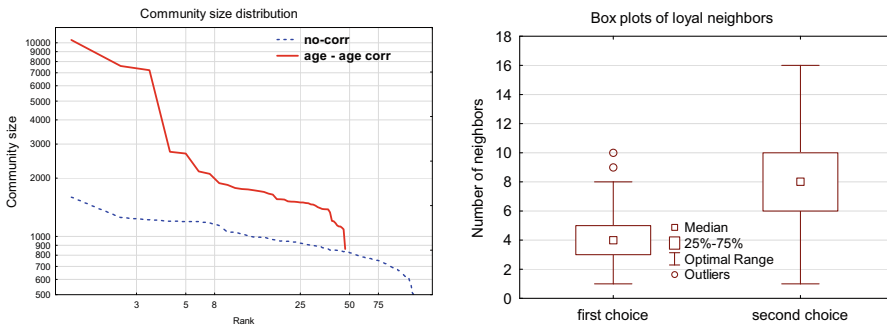 Community size distribution
no-corr
age - age corr
Community size
10000
9000
8000
7000
6000
5000
4000
3000
2000
1000
900
800
700
600
500
3 5 8 25 50 75
Rank
Box plots of loyal neighbors
Number of neighbors
18
16
14
12
10
8
6
4
2
0
Median
25%-75%
Optimal Range
Outliers
first choice second choice